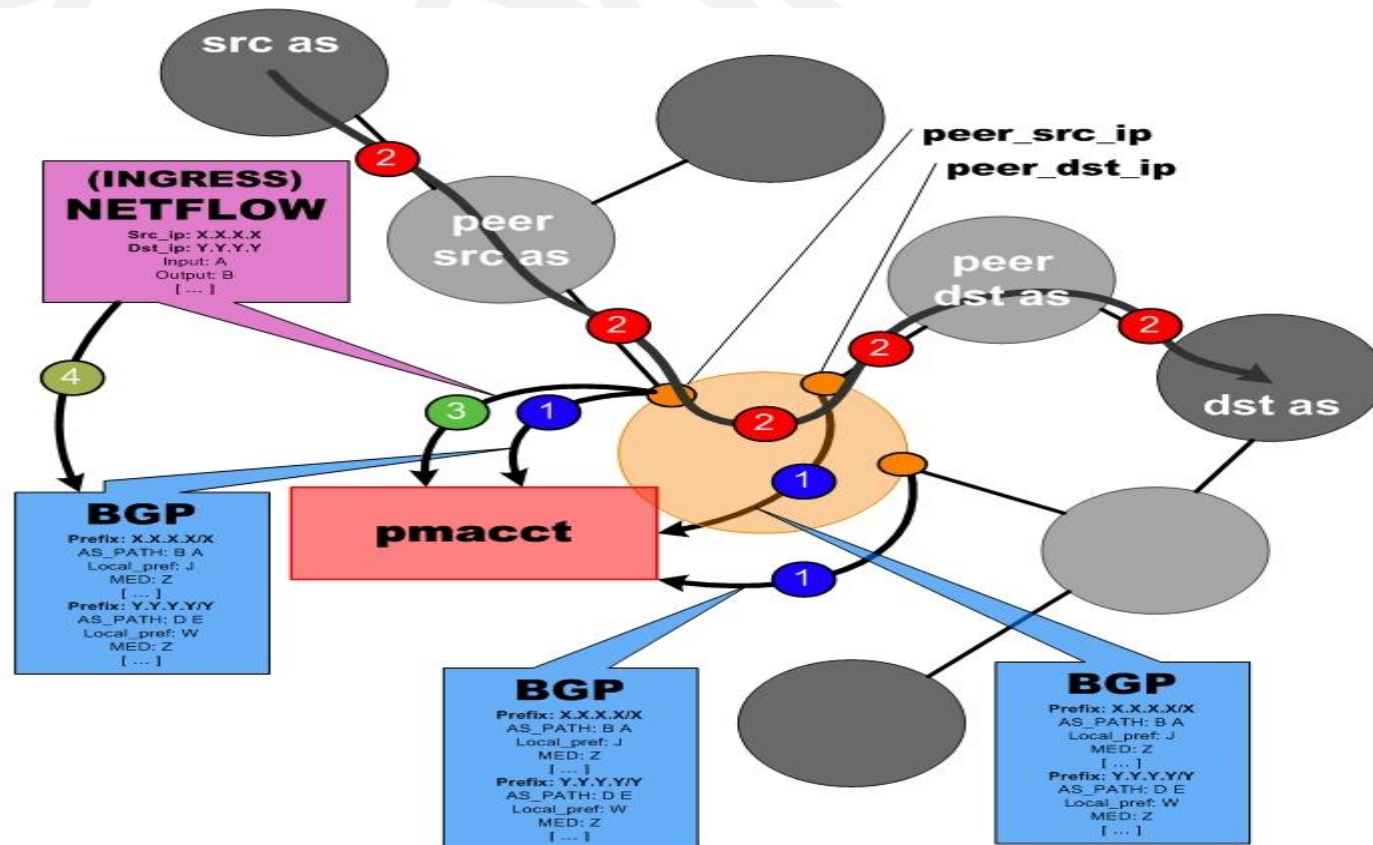 src as
2
peer_src_ip
peer_dst_ip
(INGRESS)
NETFLOW
Src_ip: X.X.X.X
Dst_ip: Y.Y.Y.Y
Input: A
Output: B
[ ... ]
peer
src as
peer
dst as
2
2
2
dst as
4
3
1
2
1
pmacct
1
BGP
Prefix: X.X.X.X/X
AS_PATH: B A
Local_pref: J
MED: Z
[ ... ]
Prefix: Y.Y.Y.Y/Y
AS_PATH: D E
Local_pref: W
MED: Z
[ ... ]
BGP
Prefix: X.X.X.X/X
AS_PATH: B A
Local_pref: J
MED: Z
[ ... ]
Prefix: Y.Y.Y.Y/Y
AS_PATH: D E
Local_pref: W
MED: Z
[ ... ]
BGP
Prefix: X.X.X.X/X
AS_PATH: B A
Local_pref: J
MED: Z
[ ... ]
Prefix: Y.Y.Y.Y/Y
AS_PATH: D E
Local_pref: W
MED: Z
[ ... ]